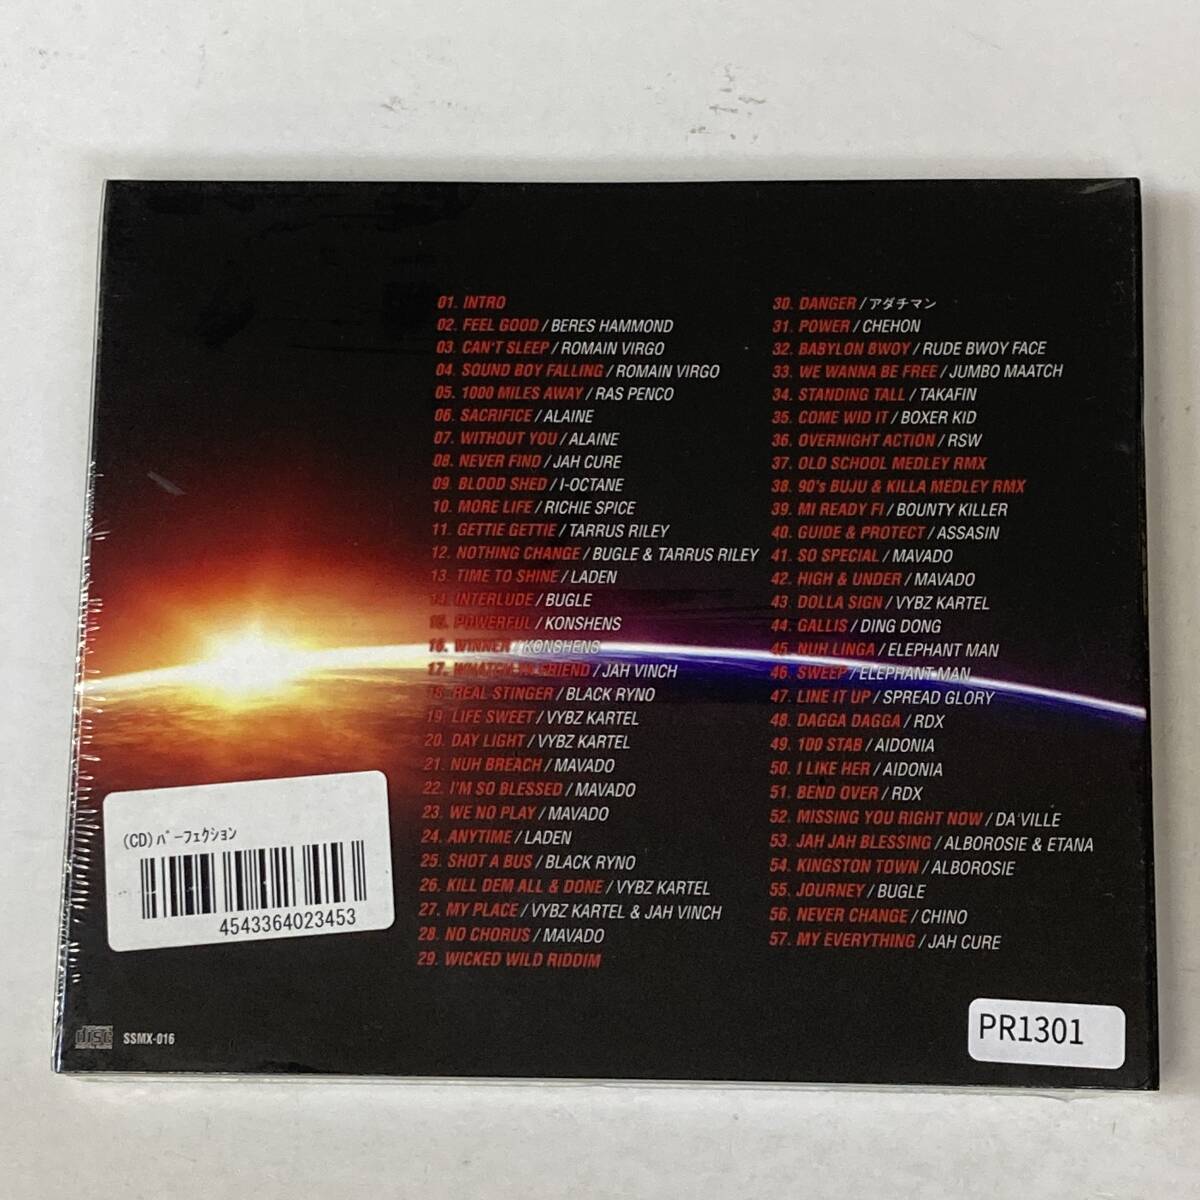 01. INTRO
02. FEEL GOOD / BERES HAMMOND
03. CAN'T SLEEP / ROMAIN VIRGO
04. SOUND BOY FALLING / ROMAIN VIRGO
05. 1000 MILES AWAY / RAS PENCO
06. SACRIFICE / ALAINE
07. WITHOUT YOU / ALAINE
08. NEVER FIND / JAH CURE
09. BLOOD SHED / I-OCTANE
10. MORE LIFE / RICHIE SPICE
11. GETTIE GETTIE / TARRUS RILEY
12. NOTHING CHANGE / BUGLE & TARRUS RILEY
13. TIME TO SHINE / LADEN
14. INTERLUDE / BUGLE
15. POWERFUL / KONSHENS
16. WINNER / KONSHENS
17. FRIEND / JAH VINCH
18. REAL STINGER / BLACK RYNO
19. LIFE SWEET / VYBZ KARTEL
20. DAY LIGHT / VYBZ KARTEL
21. NUH BREACH / MAVADO
22. I'M SO BLESSED / MAVADO
23. WE NO PLAY / MAVADO
24. ANYTIME / LADEN
25. SHOT A BUS / BLACK RYNO
26. KILL DEM ALL & DONE / VYBZ KARTEL
27. MY PLACE / VYBZ KARTEL & JAH VINCH
28. NO CHORUS / MAVADO
29. WICKED WILD RIDDIM
30. DANGER / アダチマン
31. POWER / CHEHON
32. BABYLON BWOY / RUDE BWOY FACE
33. WE WANNA BE FREE / JUMBO MAATCH
34. STANDING TALL / TAKAFIN
35. COME WID IT / BOXER KID
36. OVERNIGHT ACTION / RSW
37. OLD SCHOOL MEDLEY RMX
38. 90's BUJU & KILLA MEDLEY RMX
39. MI READY FI / BOUNTY KILLER
40. GUIDE & PROTECT / ASSASIN
41. SO SPECIAL / MAVADO
42. HIGH & UNDER / MAVADO
43. DOLLA SIGN / VYBZ KARTEL
44. GALLIS / DING DONG
45. NUH LINGA / ELEPHANT MAN
46. SWEEP / ELEPHANT MAN
47. LINE IT UP / SPREAD GLORY
48. DAGGA DAGGA / RDX
49. 100 STAB / AIDONIA
50. I LIKE HER / AIDONIA
51. BEND OVER / RDX
52. MISSING YOU RIGHT NOW / DA'VILLE
53. JAH JAH BLESSING / ALBOROSIE & ETANA
54. KINGSTON TOWN / ALBOROSIE
55. JOURNEY / BUGLE
56. NEVER CHANGE / CHINO
57. MY EVERYTHING / JAH CURE
(CD)ﾊﾟｰﾌｪｸｼｮﾝ
4543364023453
disc
SSMX-016
PR1301